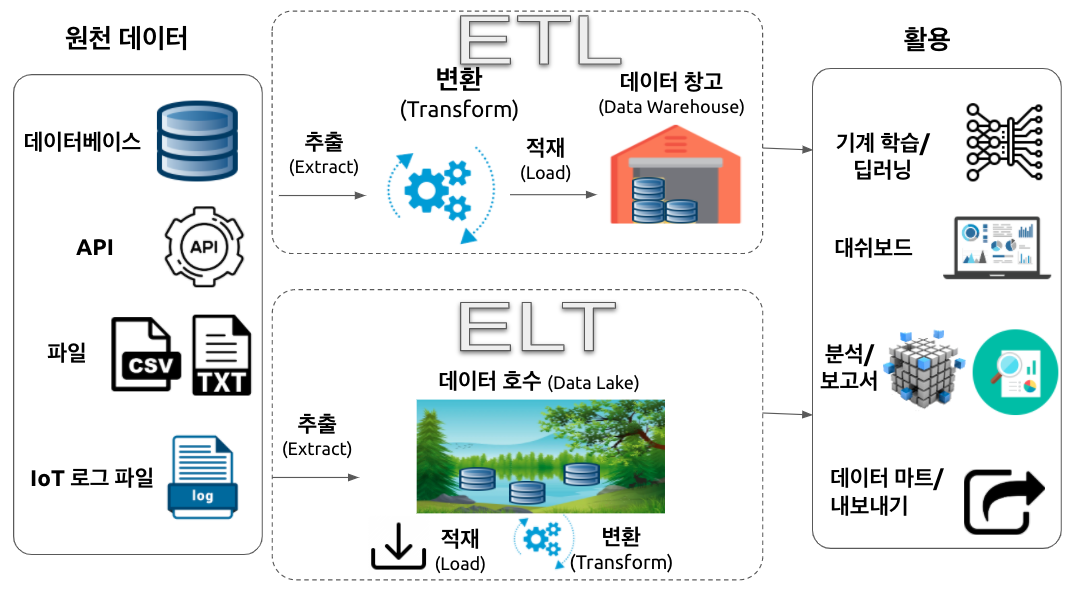 원천 데이터
데이터베이스
API
API
파일
CSV
TXT
IoT 로그 파일
log
ETL
추출
(Extract)
변환
(Transform)
적재
(Load)
데이터 창고
(Data Warehouse)
ELT
데이터 호수 (Data Lake)
추출
(Extract)
적재
(Load)
변환
(Transform)
활용
기계 학습/
딥러닝
대쉬보드
분석/
보고서
데이터 마트/
내보내기